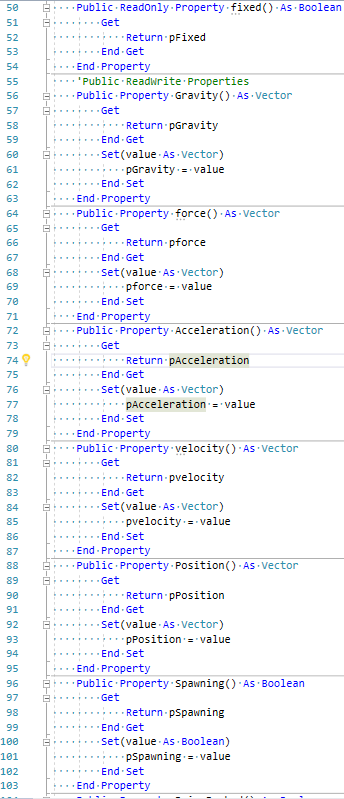 50 Public ReadOnly Property fixed() As Boolean
51 Get
52 Return pFixed
53 End Get
54 End Property
55 'Public ReadWrite Properties
56 Public Property Gravity() As Vector
57 Get
58 Return pGravity
59 End Get
60 Set(value As Vector)
61 pGravity = value
62 End Set
63 End Property
64 Public Property force() As Vector
65 Get
66 Return pforce
67 End Get
68 Set(value As Vector)
69 pforce = value
70 End Set
71 End Property
72 Public Property Acceleration() As Vector
73 Get
74 Return pAcceleration
75 End Get
76 Set(value As Vector)
77 pAcceleration = value
78 End Set
79 End Property
80 Public Property velocity() As Vector
81 Get
82 Return pvelocity
83 End Get
84 Set(value As Vector)
85 pvelocity = value
86 End Set
87 End Property
88 Public Property Position() As Vector
89 Get
90 Return pPosition
91 End Get
92 Set(value As Vector)
93 pPosition = value
94 End Set
95 End Property
96 Public Property Spawning() As Boolean
97 Get
98 Return pSpawning
99 End Get
100 Set(value As Boolean)
101 pSpawning = value
102 End Set
103 End Property